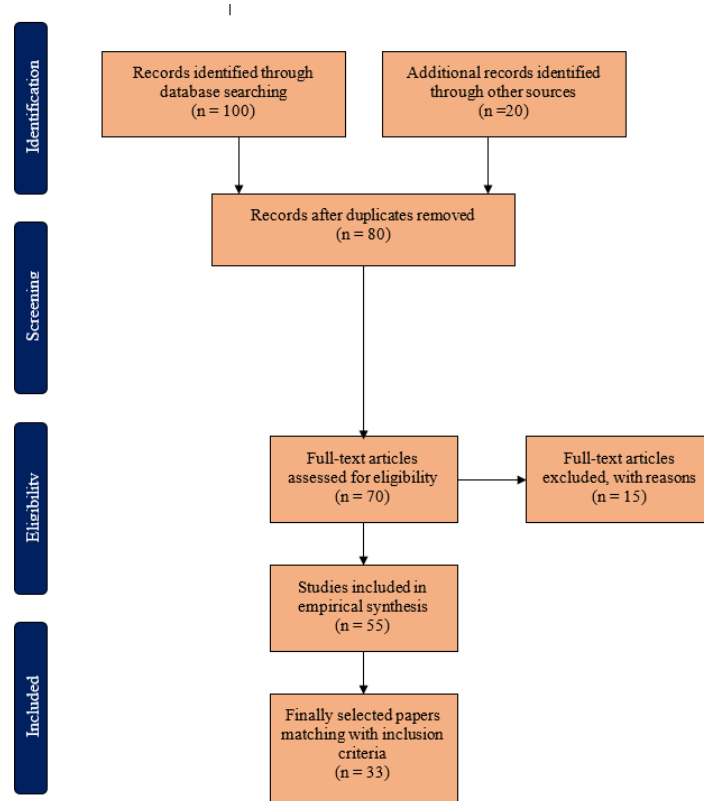 Identification
Records identified through
database searching
(n = 100)
Additional records identified
through other sources
(n =20)
Screening
Records after duplicates removed
(n = 80)
Eligibility
Full-text articles
assessed for eligibility
(n = 70)
Full-text articles
excluded, with reasons
(n = 15)
Studies included in
empirical synthesis
(n = 55)
Included
Finally selected papers
matching with inclusion
criteria
(n = 33)